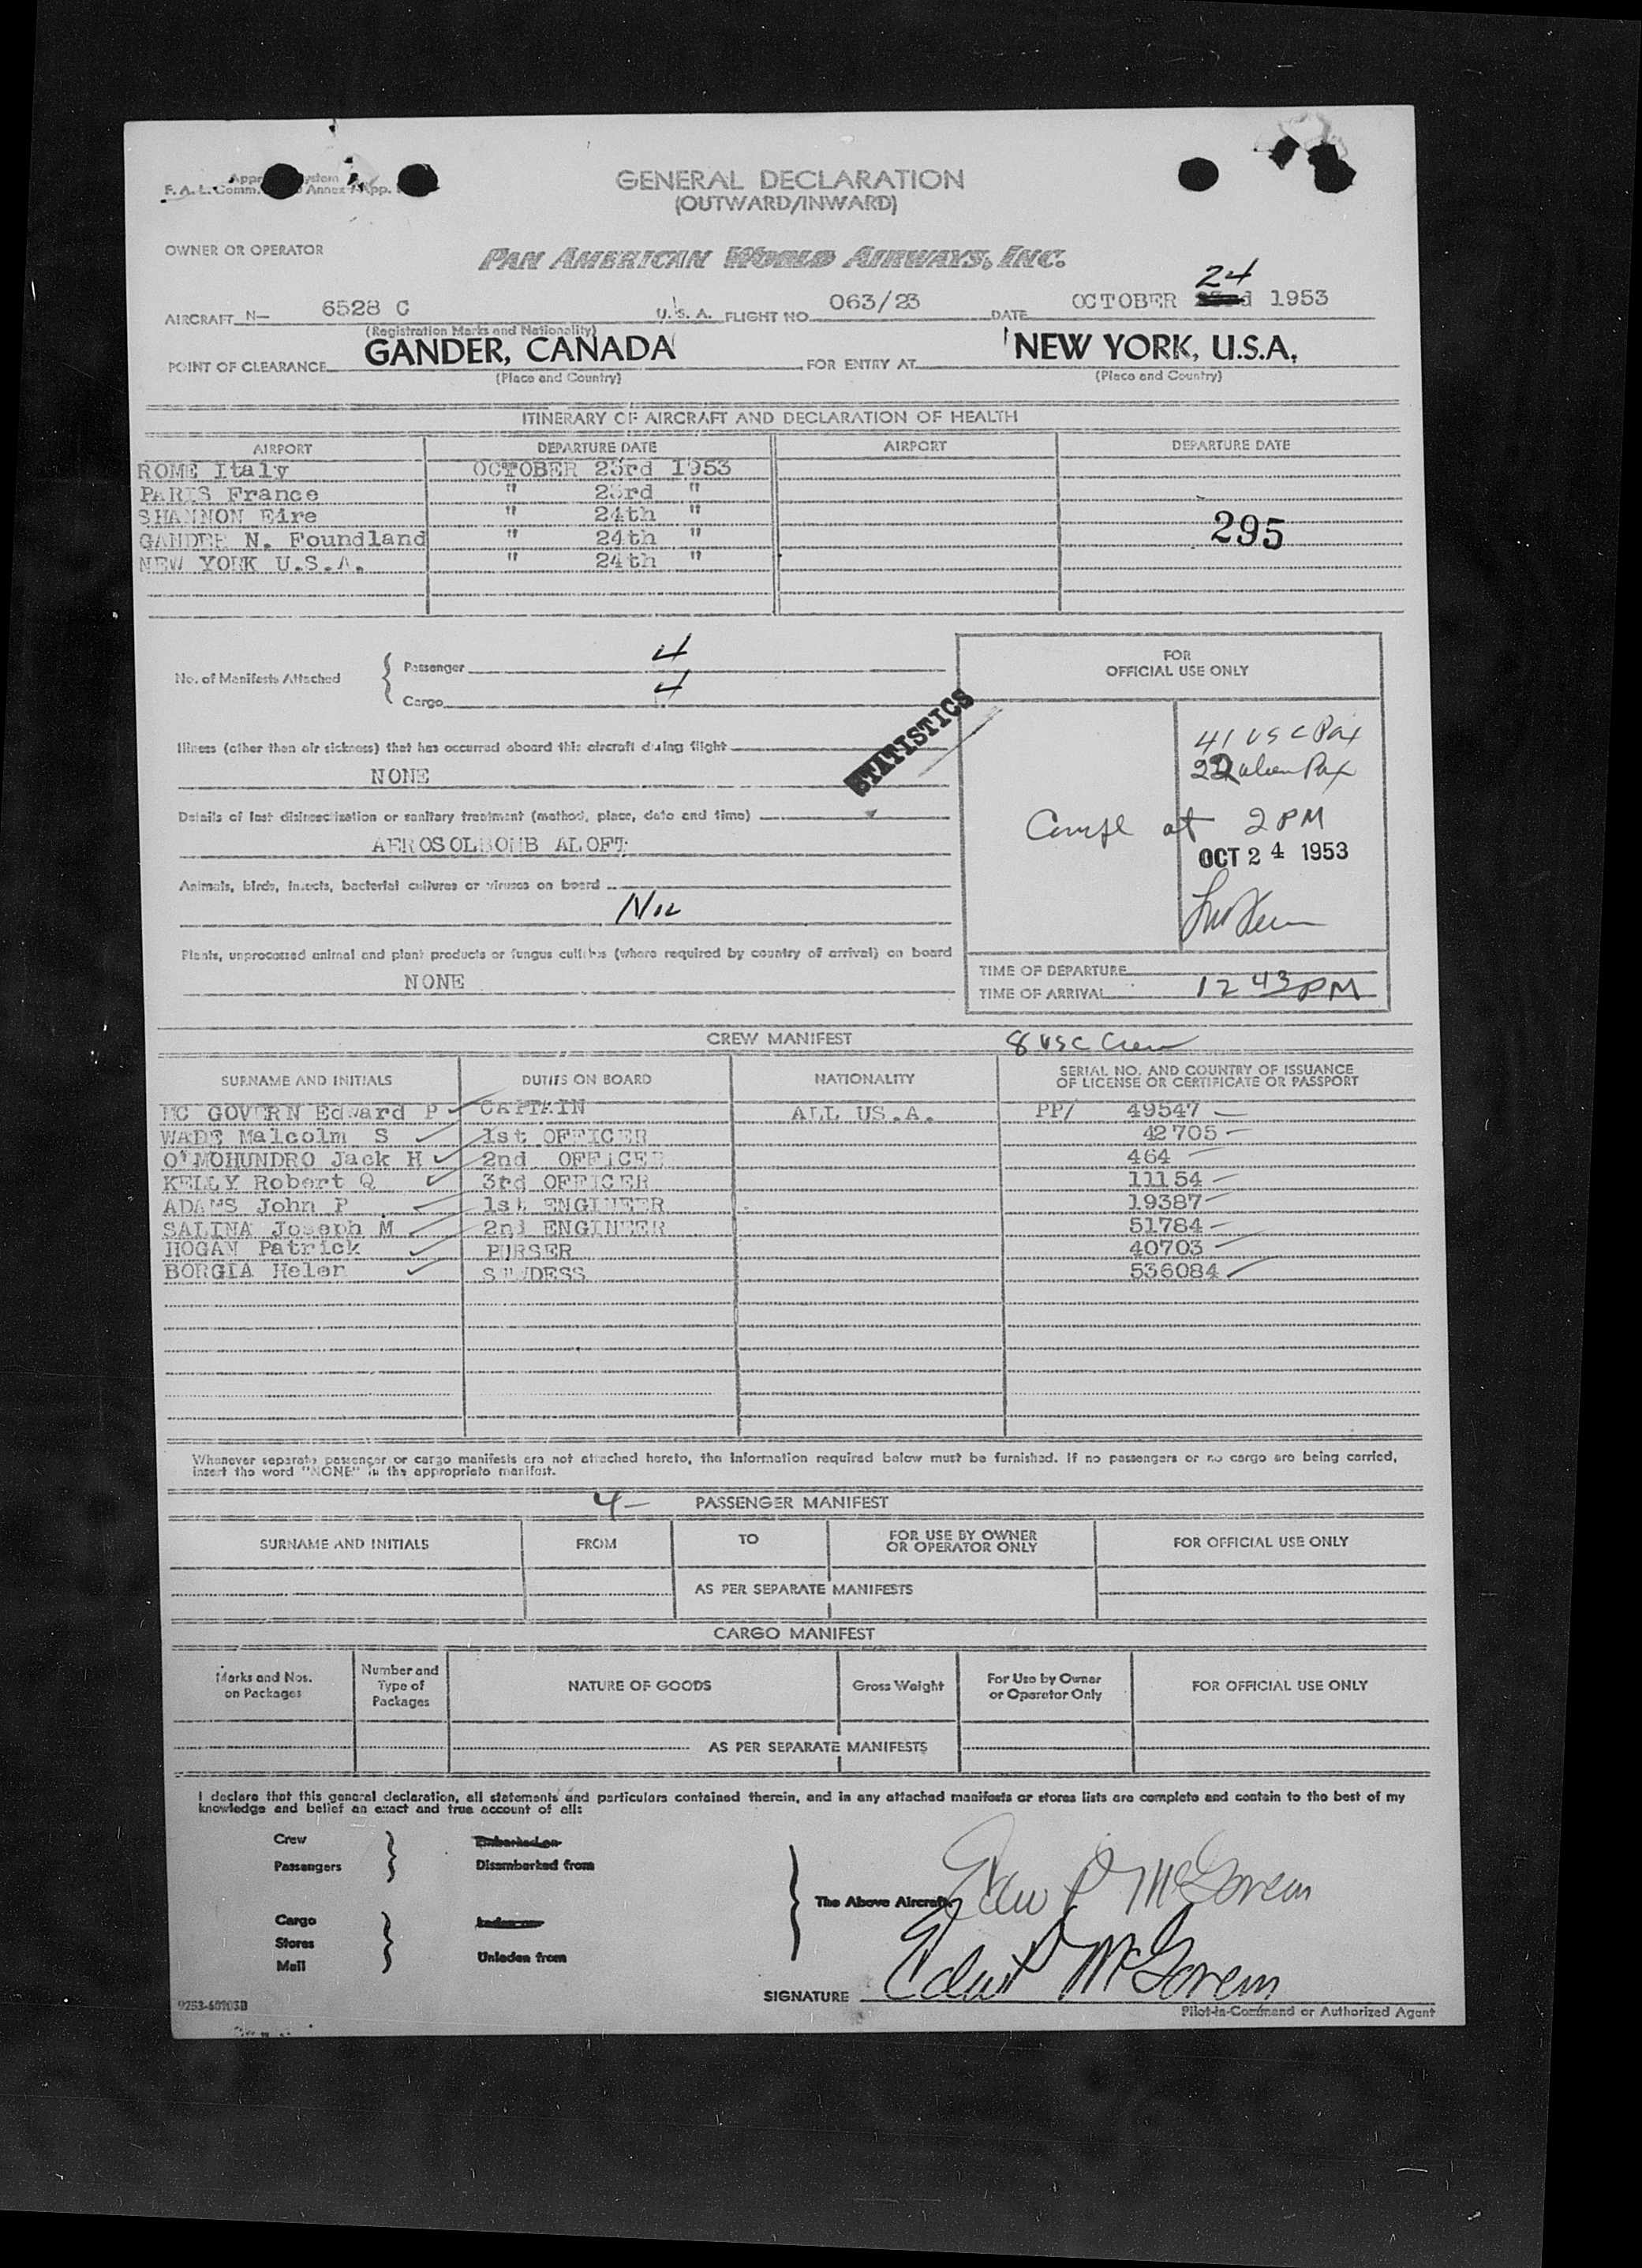 GENERAL DECLARATION
(OUTWARD/INWARD)
F. A. L. Comm. Annex App.
OWNER OR OPERATOR PAN AMERICAN WORLD AIRWAYS, INC.
24
AIRCRAFT N- 6528 C U. S. A. FLIGHT NO. 063/23 DATE OCTOBER 23rd 1953
(Registration Marks and Nationality)
POINT OF CLEARANCE GANDER, CANADA FOR ENTRY AT NEW YORK, U.S.A.
(Place and Country) (Place and Country)
ITINERARY OF AIRCRAFT AND DECLARATION OF HEALTH
AIRPORT DEPARTURE DATE AIRPORT DEPARTURE DATE
ROME Italy OCTOBER 23rd 1953
PARIS France " 23rd "
SHANNON Eire " 24th "
295
GANDER N. Foundland " 24th "
NEW YORK U.S.A. " 24th "
No. of Manifests Attached { Passenger 4
Cargo 4
STATISTICS
Illness (other than air sickness) that has occurred aboard this aircraft during flight
NONE
Details of last disinsectization or sanitary treatment (method, place, date and time)
AEROSOLBOMB ALOFT
Animals, birds, insects, bacterial cultures or viruses on board
NIL
Plants, unprocessed animal and plant products or fungus cultures (where required by country of arrival) on board
NONE
FOR
OFFICIAL USE ONLY
41 USC Pax
22 alien Pax
Compl at 2 PM
OCT 24 1953
TIME OF DEPARTURE
TIME OF ARRIVAL 12 43 PM
CREW MANIFEST 8 USC Crew
SURNAME AND INITIALS DUTIES ON BOARD NATIONALITY SERIAL NO. AND COUNTRY OF ISSUANCE
OF LICENSE OR CERTIFICATE OR PASSPORT
MC GOVERN Edward P CAPTAIN ALL US.A. PP/ 49547
WADE Malcolm S 1st OFFICER 42705
O'MOHUNDRO Jack H 2nd OFFICER 464
KELLY Robert Q 3rd OFFICER 11154
ADAMS John P 1st ENGINEER 19387
SALINA Joseph M 2nd ENGINEER 51784
HOGAN Patrick PURSER 40703
BORGIA Helen STWDESS 536084
Whenever separate passenger or cargo manifests are not attached hereto, the information required below must be furnished. If no passengers or no cargo are being carried,
insert the word "NONE" in the appropriate manifest.
4- PASSENGER MANIFEST
SURNAME AND INITIALS FROM TO FOR USE BY OWNER OR OPERATOR ONLY FOR OFFICIAL USE ONLY
AS PER SEPARATE MANIFESTS
CARGO MANIFEST
Marks and Nos. on Packages Number and Type of Packages NATURE OF GOODS Gross Weight For Use by Owner or Operator Only FOR OFFICIAL USE ONLY
AS PER SEPARATE MANIFESTS
I declare that this general declaration, all statements and particulars contained therein, and in any attached manifests or stores lists are complete and contain to the best of my
knowledge and belief an exact and true account of all:
Crew Embarked on
Passengers Disembarked from
The Above Aircraft Edw P McGovern
Cargo
Stores
Unladen from
Mail
SIGNATURE Edw P McGovern
Pilot-in-Command or Authorized Agent